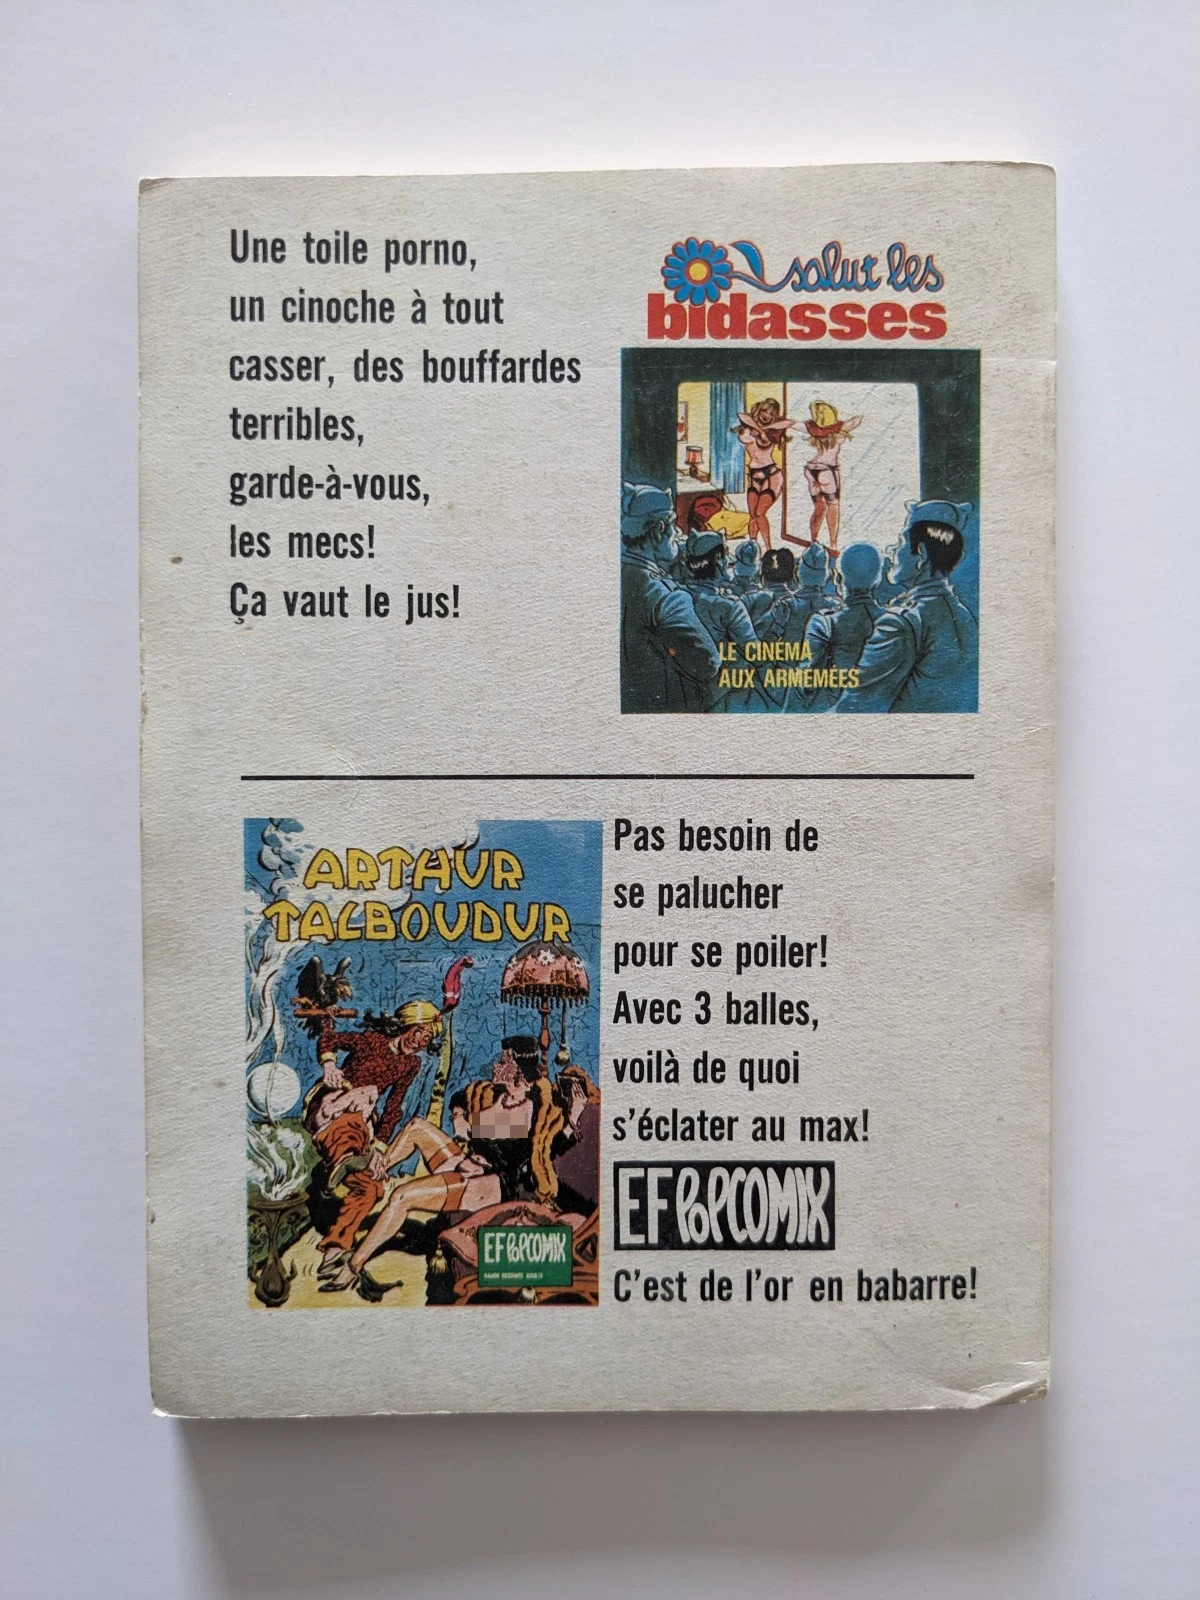 Une toile porno,
un cinoche à tout
casser, des bouffardes
terribles,
garde-à-vous,
les mecs!
Ça vaut le jus!
salut les
bidasses
LE CINÉMA
AUX ARMÉMÉES
ARTHUR
TALBOUDUR
EF POPCOMIX
Pas besoin de
se palucher
pour se poiler!
Avec 3 balles,
voilà de quoi
s'éclater au max!
EF POPCOMIX
C'est de l'or en babarre!